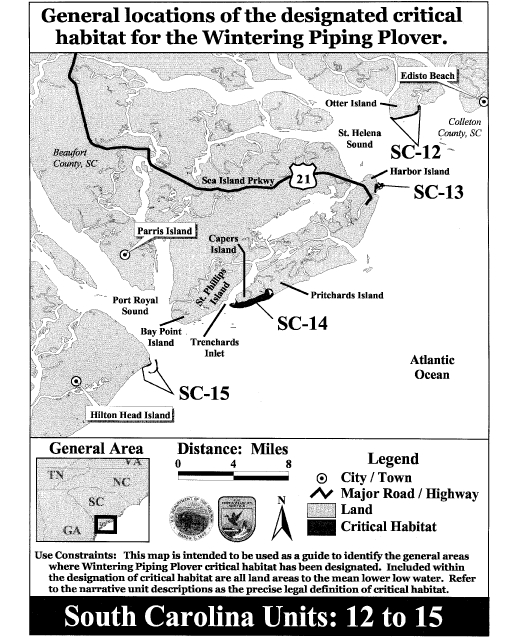 General locations of the designated critical
habitat for the Wintering Piping Plover.
Edisto Beach
Otter Island
Colleton
County, SC
St. Helena
Sound
SC-12
Beaufort
County, SC
Harbor Island
Sea Island Prkwy
21
SC-13
Parris Island
Capers
Island
St. Phillips
Island
Pritchards Island
Port Royal
Sound
SC-14
Bay Point
Island
Trenchards
Inlet
Atlantic
Ocean
SC-15
Hilton Head Island
General Area
VA
TN
NC
SC
GA
Distance: Miles
0 4 8
N
Legend
City / Town
Major Road / Highway
Land
Critical Habitat
Use Constraints: This map is intended to be used as a guide to identify the general areas
where Wintering Piping Plover critical habitat has been designated. Included within
the designation of critical habitat are all land areas to the mean lower low water. Refer
to the narrative unit descriptions as the precise legal definition of critical habitat.
South Carolina Units: 12 to 15